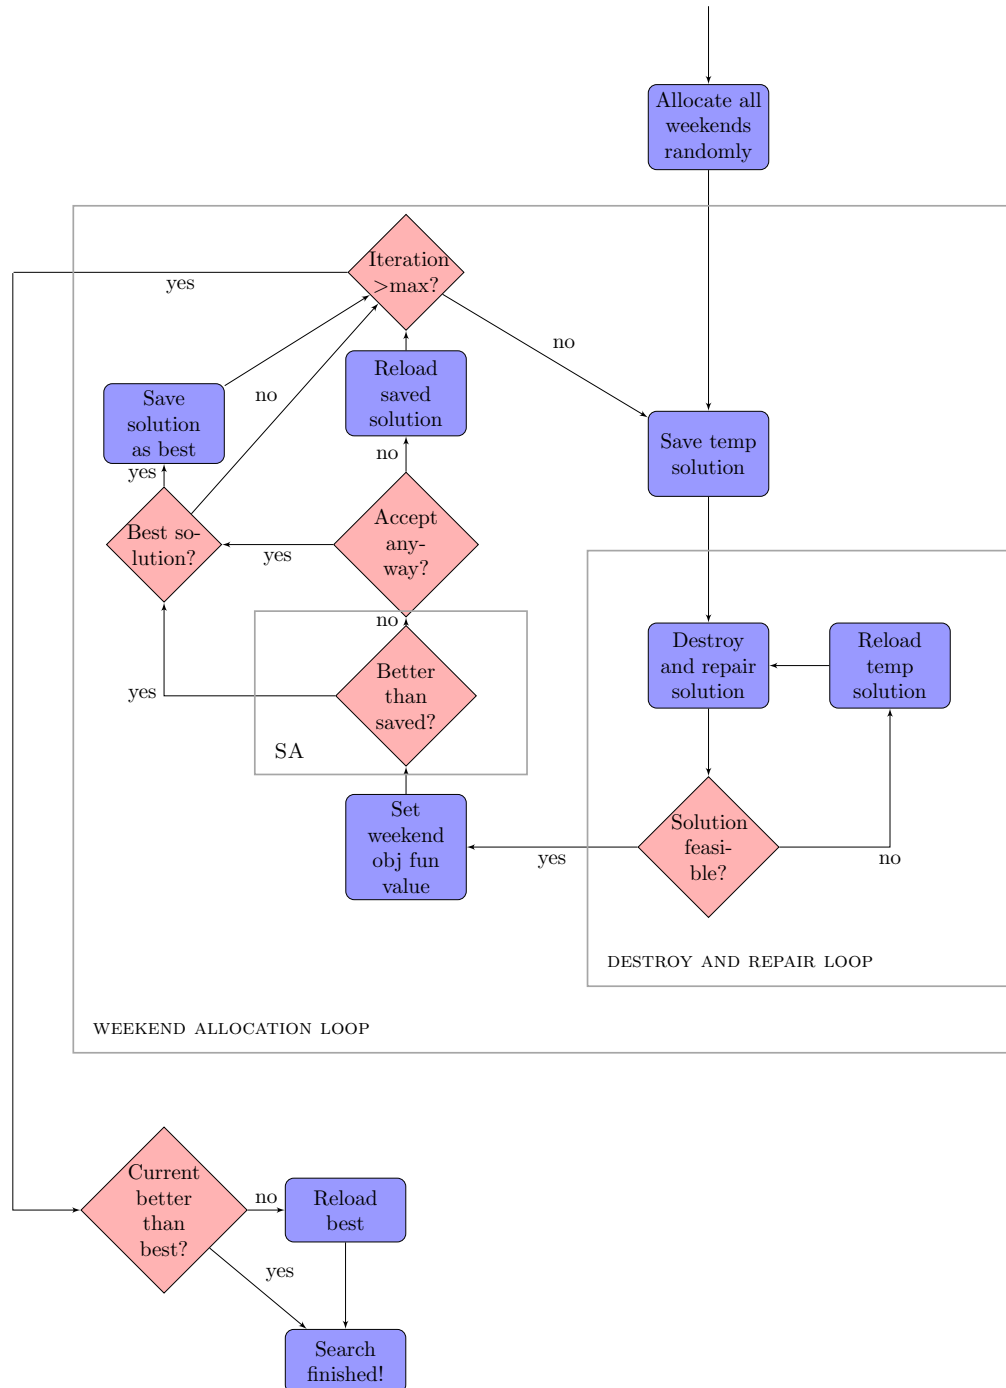 Allocate all
weekends
randomly
Iteration
>max?
yes
no
Reload
saved
solution
Save
solution
as best
no
Save temp
solution
yes
no
Best so-
lution?
Accept
any-
way?
yes
no
Better
than
saved?
yes
SA
Destroy
and repair
solution
Reload
temp
solution
Set
weekend
obj fun
value
yes
Solution
feasi-
ble?
no
DESTROY AND REPAIR LOOP
WEEKEND ALLOCATION LOOP
Current
better
than
best?
no
Reload
best
yes
Search
finished!